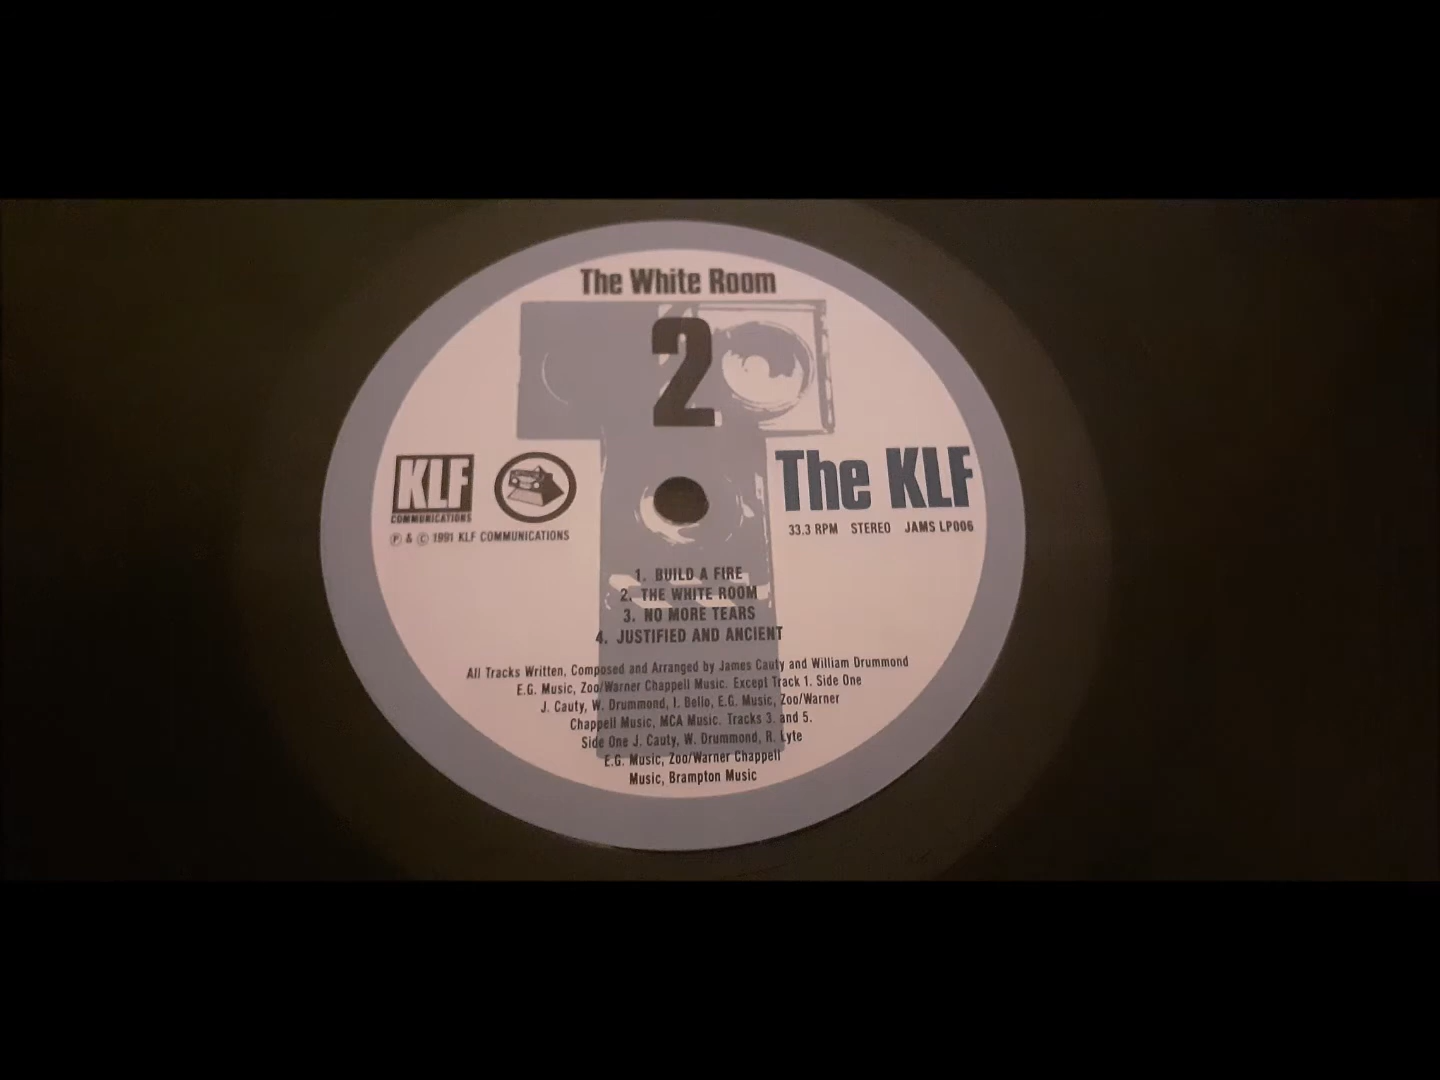 The White Room
2
KLF
COMMUNICATIONS
Ⓟ & © 1991 KLF COMMUNICATIONS
The KLF
33.3 RPM STEREO JAMS LP006
1. BUILD A FIRE
2. THE WHITE ROOM
3. NO MORE TEARS
4. JUSTIFIED AND ANCIENT
All Tracks Written, Composed and Arranged by James Cauty and William Drummond
E.G. Music, Zoo/Warner Chappell Music. Except Track 1. Side One
J. Cauty, W. Drummond, I. Bello, E.G. Music, Zoo/Warner
Chappell Music, MCA Music. Tracks 3. and 5.
Side One J. Cauty, W. Drummond, R. Lyte
E.G. Music, Zoo/Warner Chappell
Music, Brampton Music